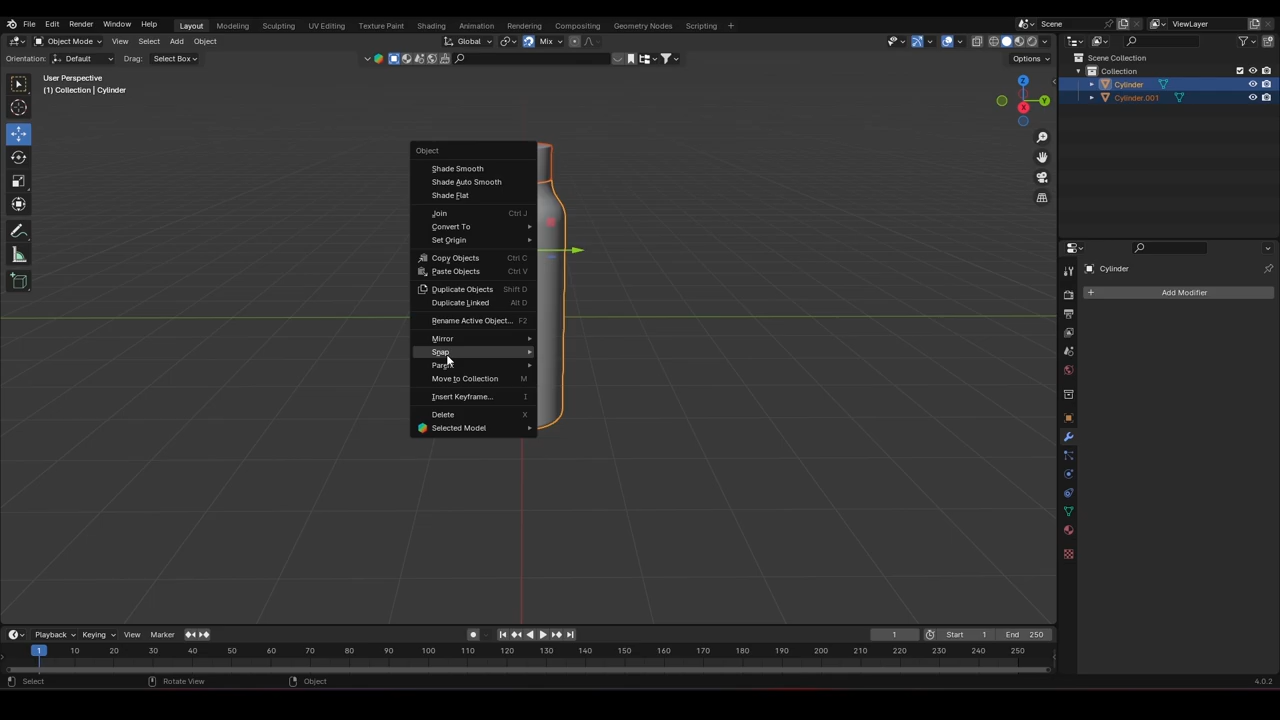 File Edit Render Window Help Layout Modeling Sculpting UV Editing Texture Paint Shading Animation Rendering Compositing Geometry Nodes Scripting + Scene ViewLayer
Object Mode View Select Add Object Global Mix
Orientation: Default Drag: Select Box Options
User Perspective
(1) Collection | Cylinder
Scene Collection
Collection
Cylinder
Cylinder.001
Z
Y
X
Object
Shade Smooth
Shade Auto Smooth
Shade Flat
Join Ctrl J
Convert To
Set Origin
Copy Objects Ctrl C
Paste Objects Ctrl V
Duplicate Objects Shift D
Duplicate Linked Alt D
Rename Active Object... F2
Mirror
Snap
Parent
Move to Collection M
Insert Keyframe... I
Delete X
Selected Model
Cylinder
+ Add Modifier
Playback Keying View Marker 1 Start 1 End 250
1 10 20 30 40 50 60 70 80 90 100 110 120 130 140 150 160 170 180 190 200 210 220 230 240 250
Select Rotate View Object 4.0.2